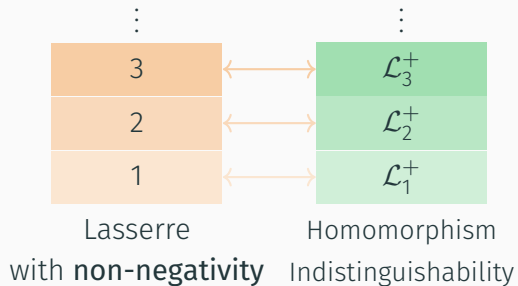 ⋮ ⋮
3 ℒ₃⁺
2 ℒ₂⁺
1 ℒ₁⁺
Lasserre Homomorphism
with non-negativity Indistinguishability